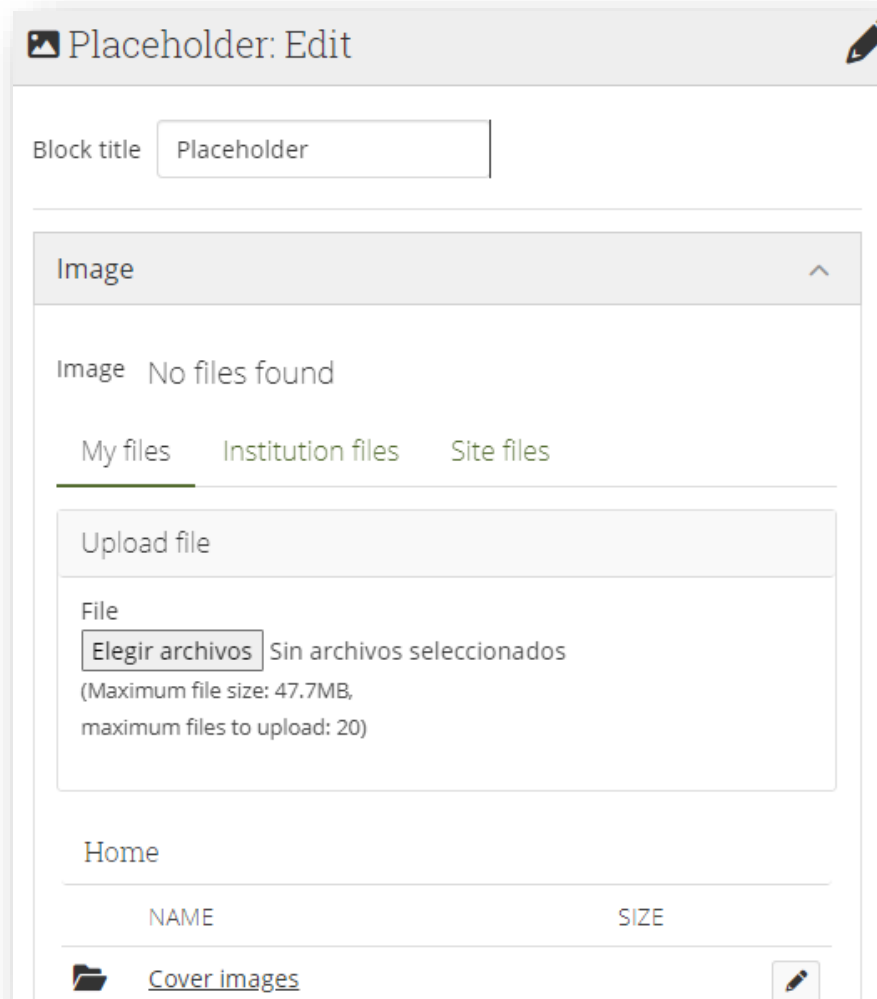 Placeholder: Edit
Block title Placeholder
Image
Image No files found
My files Institution files Site files
Upload file
File
Elegir archivos Sin archivos seleccionados
(Maximum file size: 47.7MB,
maximum files to upload: 20)
Home
NAME SIZE
Cover images